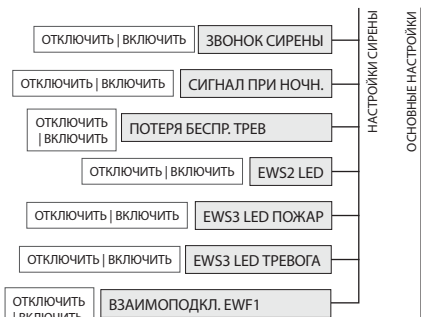 ОТКЛЮЧИТЬ | ВКЛЮЧИТЬ ЗВОНОК СИРЕНЫ
ОТКЛЮЧИТЬ | ВКЛЮЧИТЬ СИГНАЛ ПРИ НОЧН.
ОТКЛЮЧИТЬ
| ВКЛЮЧИТЬ
ПОТЕРЯ БЕСПР. ТРЕВ
ОТКЛЮЧИТЬ | ВКЛЮЧИТЬ EWS2 LED
ОТКЛЮЧИТЬ | ВКЛЮЧИТЬ EWS3 LED ПОЖАР
ОТКЛЮЧИТЬ | ВКЛЮЧИТЬ EWS3 LED ТРЕВОГА
ОТКЛЮЧИТЬ
| ВКЛЮЧИТЬ
ВЗАИМОПОДКЛ. EWF1
НАСТРОЙКИ СИРЕНЫ
ОСНОВНЫЕ НАСТРОЙКИ